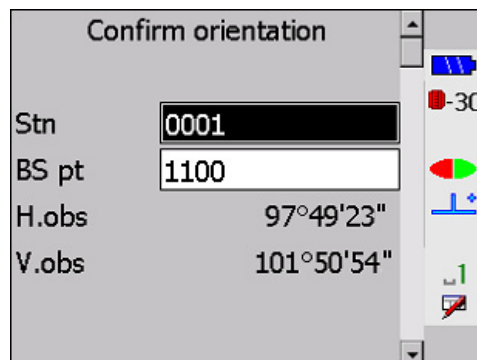 Confirm orientation
-30
Stn 0001
BS pt 1100
H.obs 97°49'23"
V.obs 101°50'54"
1